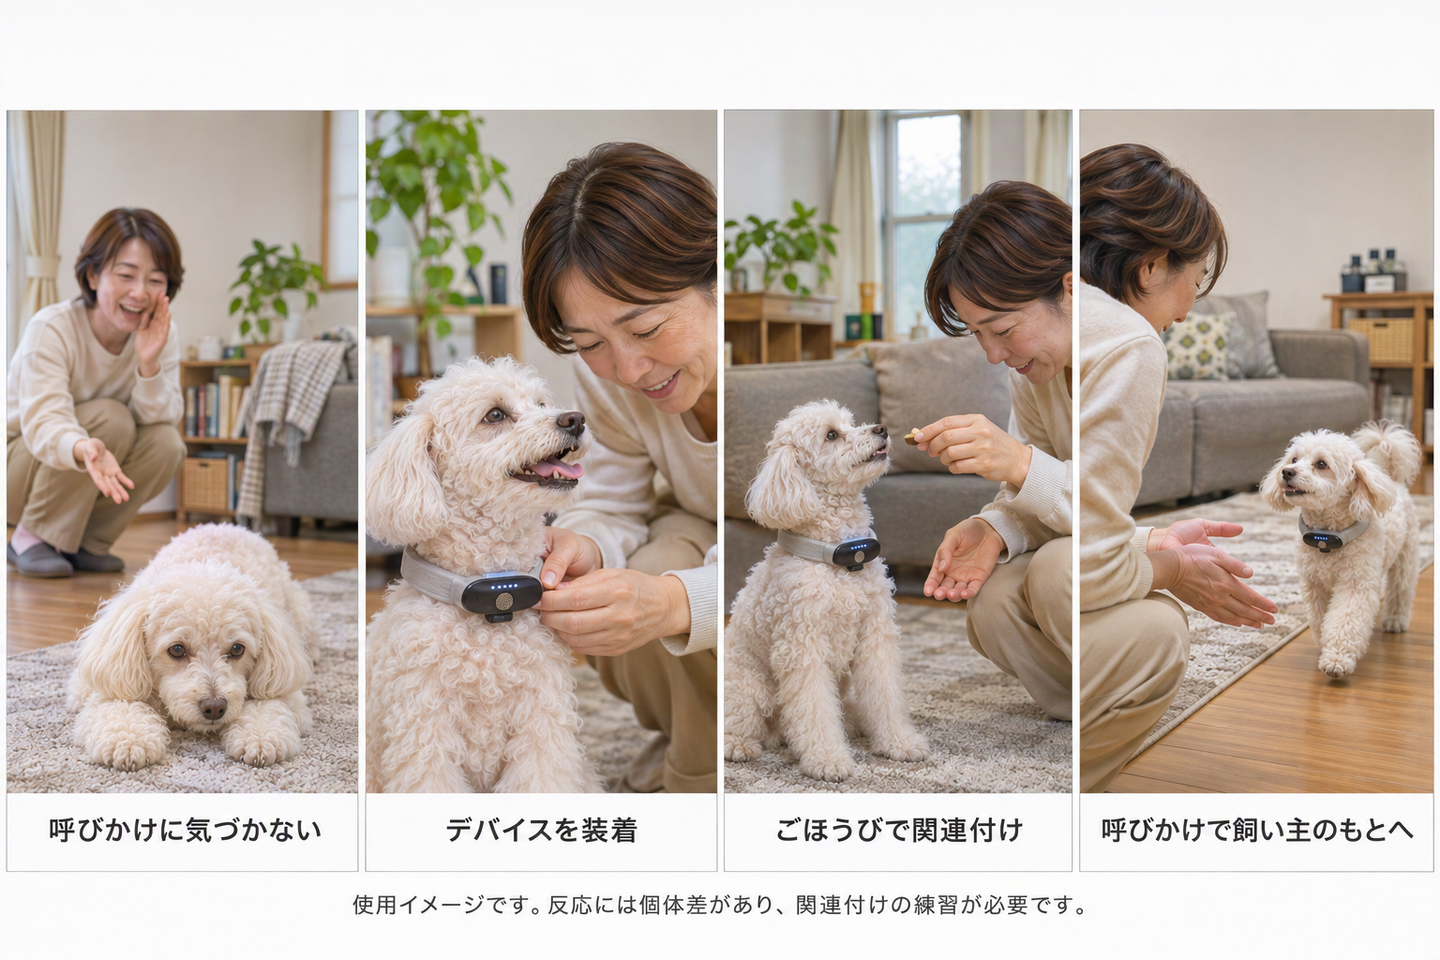 呼びかけに気づかない
デバイスを装着
ごほうびで関連付け
呼びかけで飼い主のもとへ
使用イメージです。反応には個体差があり、関連付けの練習が必要です。